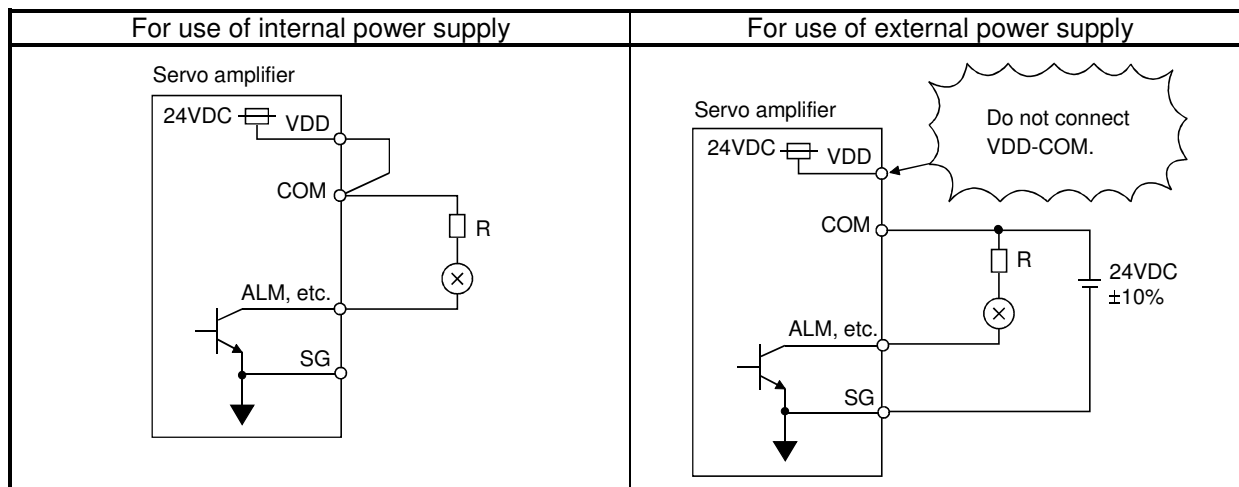 For use of internal power supply
For use of external power supply
Servo amplifier
24VDC
VDD
COM
R
ALM, etc.
SG
Servo amplifier
Do not connect
VDD-COM.
24VDC
VDD
COM
R
24VDC
±10%
ALM, etc.
SG